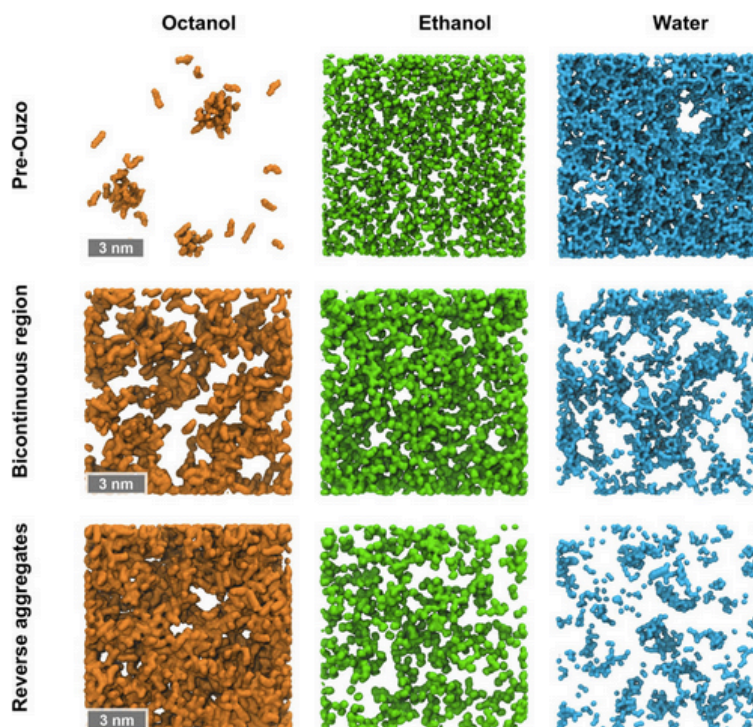 Octanol Ethanol Water
Pre-Ouzo
3 nm
Bicontinuous region
3 nm
Reverse aggregates
3 nm